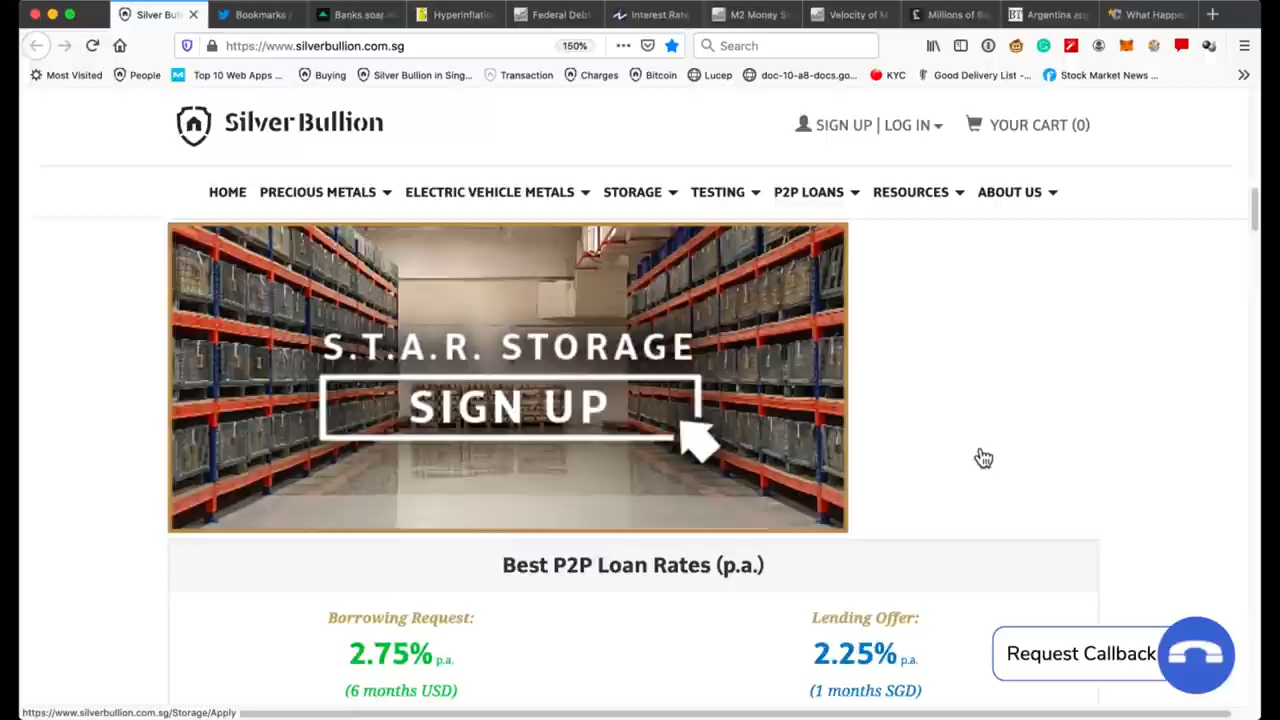 Silver Bul
Bookmarks
Banks.soar.e
Hyperinflatio
Federal Debt
Interest Rate
M2 Money S
Velocity of M
Millions of Ba
Argentina ap
What Happe
https://www.silverbullion.com.sg
150%
Search
Most Visited
People
Top 10 Web Apps ...
Buying
Silver Bullion in Sing...
Transaction
Charges
Bitcoin
Lucep
doc-10-a8-docs.go...
KYC
Good Delivery List -...
Stock Market News ...
Silver Bullion
SIGN UP | LOG IN
YOUR CART (0)
HOME
PRECIOUS METALS
ELECTRIC VEHICLE METALS
STORAGE
TESTING
P2P LOANS
RESOURCES
ABOUT US
S.T.A.R. STORAGE
SIGN UP
Best P2P Loan Rates (p.a.)
Borrowing Request:
Lending Offer:
2.75% p.a.
2.25% p.a.
(6 months USD)
(1 months SGD)
Request Callback
https://www.silverbullion.com.sg/Storage/Apply